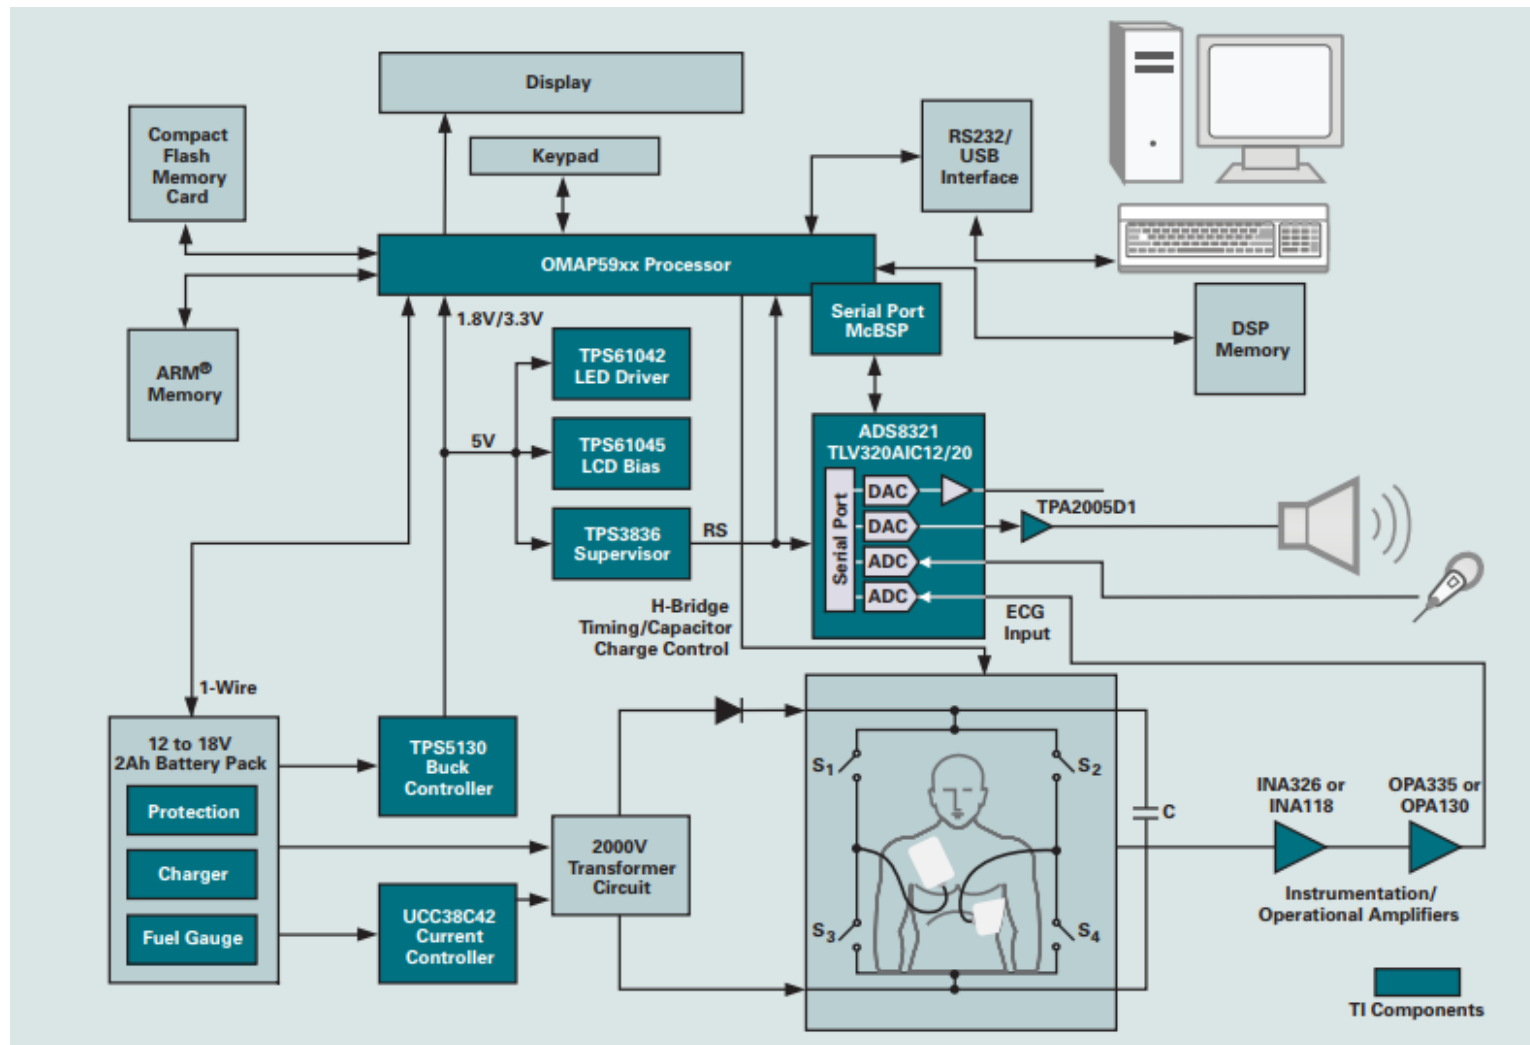 Display
Compact
Flash
Memory
Card
Keypad
RS232/
USB
Interface
OMAP59xx Processor
1.8V/3.3V
Serial Port
McBSP
DSP
Memory
ARM®
Memory
TPS61042
LED Driver
5V
TPS61045
LCD Bias
TPS3836
Supervisor
RS
ADS8321
TLV320AIC12/20
Serial Port
DAC
DAC
ADC
ADC
TPA2005D1
ECG
Input
H-Bridge
Timing/Capacitor
Charge Control
1-Wire
12 to 18V
2Ah Battery Pack
Protection
Charger
Fuel Gauge
TPS5130
Buck
Controller
UCC38C42
Current
Controller
2000V
Transformer
Circuit
S1
S2
S3
S4
C
INA326 or
INA118
OPA335 or
OPA130
Instrumentation/
Operational Amplifiers
TI Components